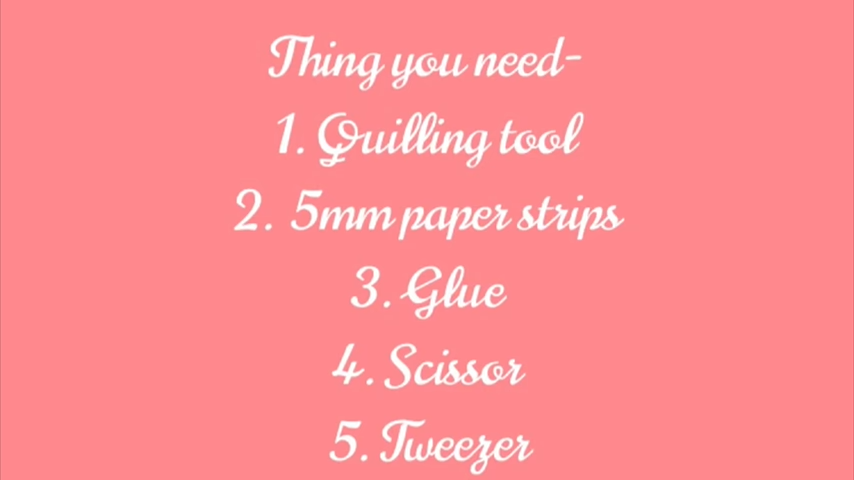 Thing you need-
1. Quilling tool
2. 5mm paper strips
3. Glue
4. Scissor
5. Tweezer